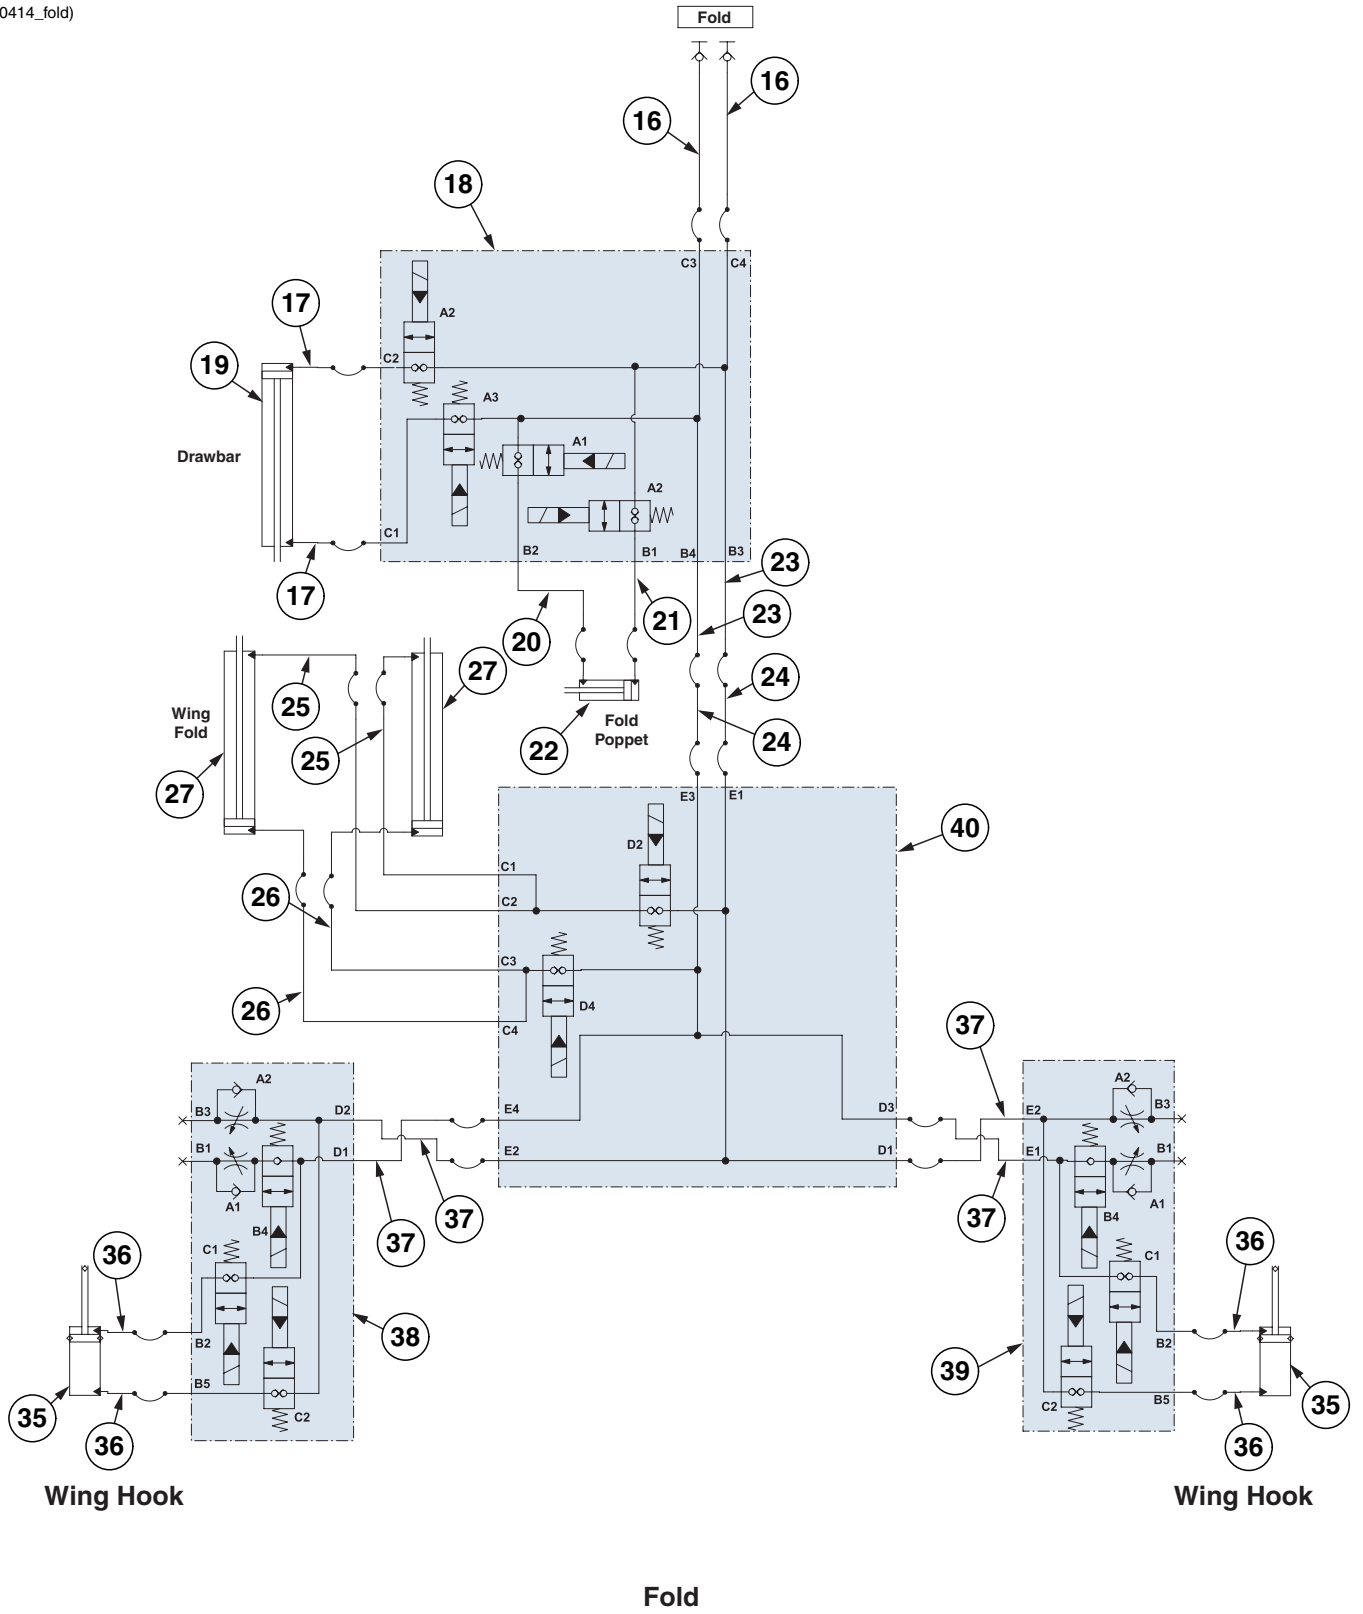 0414_fold)
Fold
16
16
18
C3
C4
A2
17
C2
19
A3
Drawbar
A1
A2
C1
B2
B1
B4
B3
17
23
21
23
20
25
27
24
Wing
Fold
25
22
Fold
Poppet
24
27
E3
E1
40
D2
C1
26
C2
C3
D4
26
C4
37
A2
B3
D2
E4
D3
E2
A2
B3
B1
D1
E2
D1
E1
B1
A1
37
37
37
A1
B4
B4
36
C1
C1
36
38
B2
B2
39
35
B5
C2
C2
B5
35
36
36
Wing Hook
Wing Hook
Fold